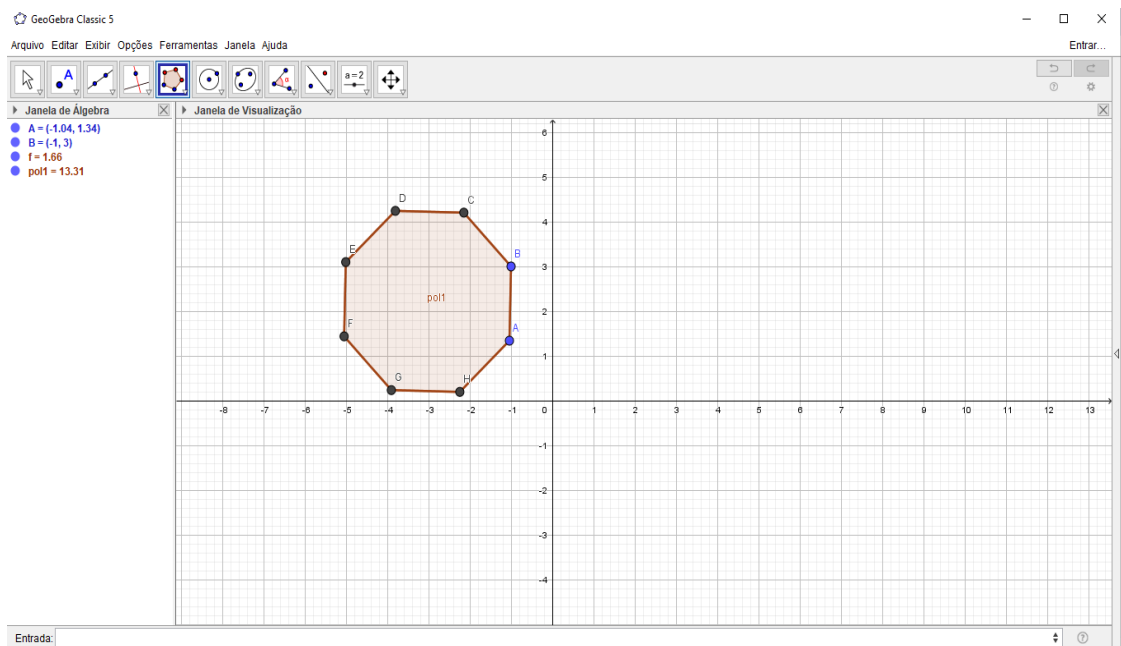 GeoGebra Classic 5
Arquivo Editar Exibir Opções Ferramentas Janela Ajuda Entrar...
A α a=2
Janela de Álgebra
Janela de Visualização
A = (-1.04, 1.34)
B = (-1, 3)
f = 1.66
pol1 = 13.31
6
5
D C
4
E B
3
pol1
2
F A
1
G H
-8 -7 -6 -5 -4 -3 -2 -1 0 1 2 3 4 5 6 7 8 9 10 11 12 13
-1
-2
-3
-4
Entrada: